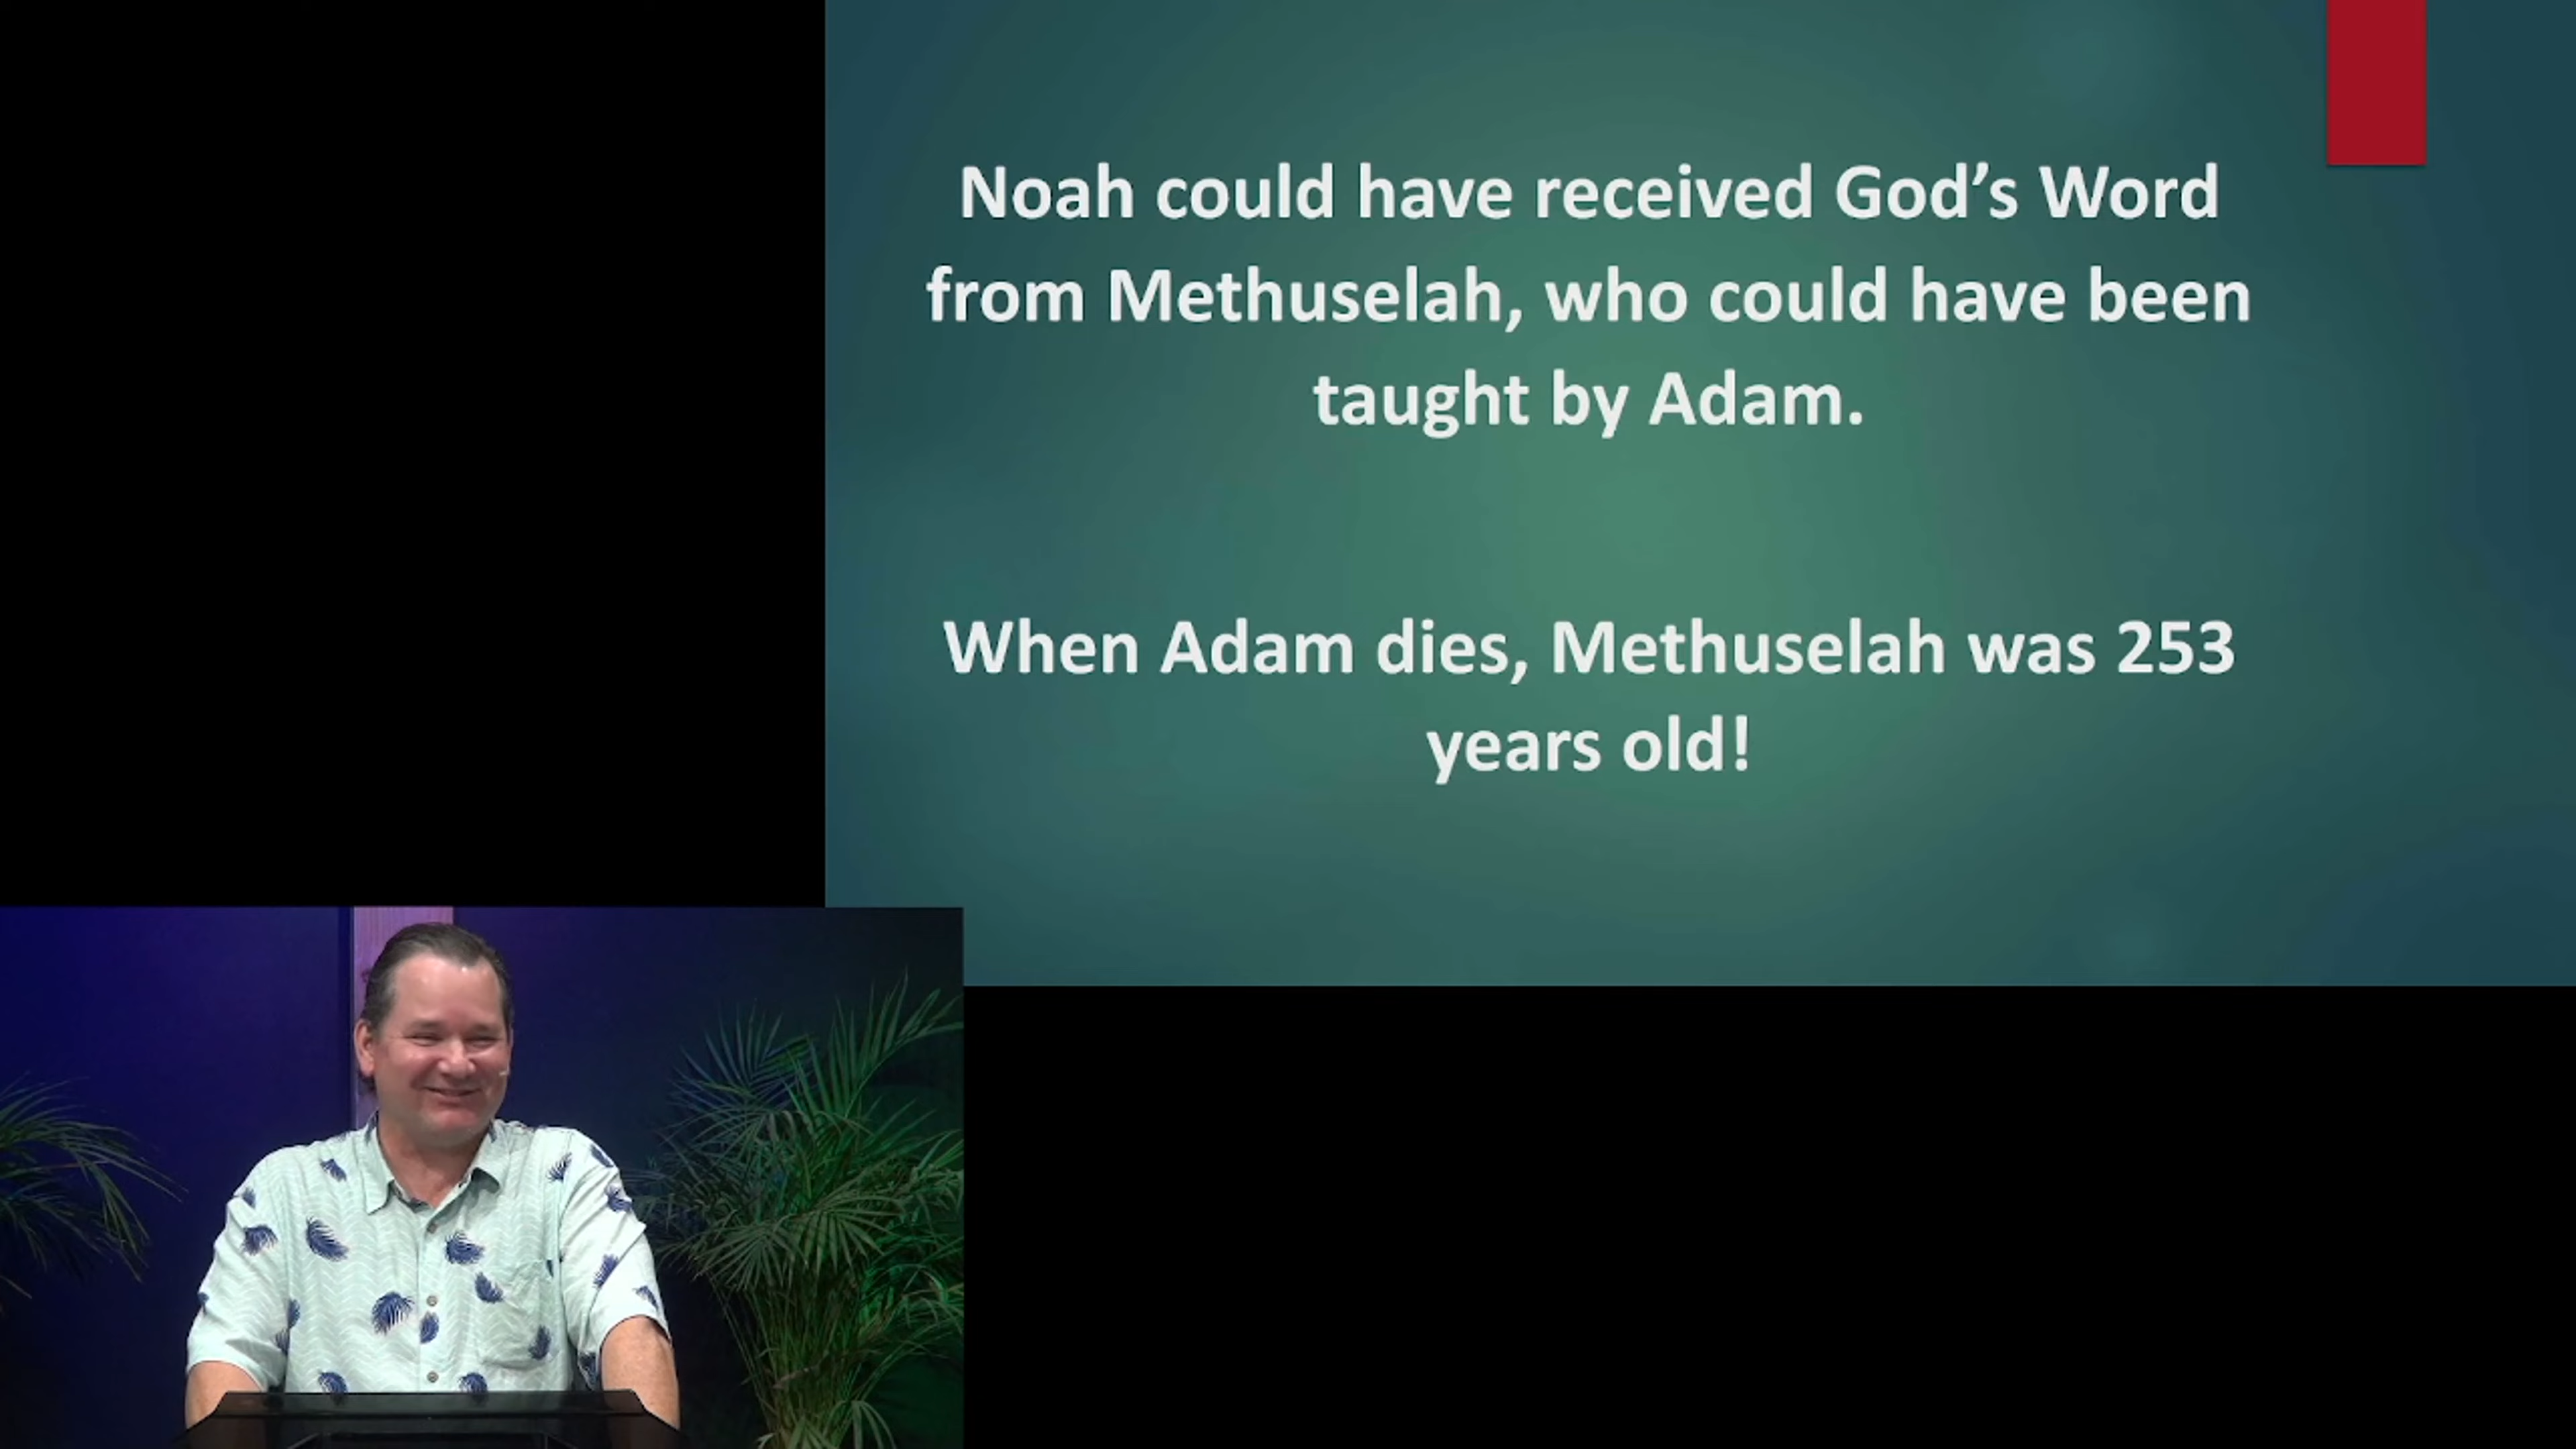 Noah could have received God’s Word
from Methuselah, who could have been
taught by Adam.
When Adam dies, Methuselah was 253
years old!